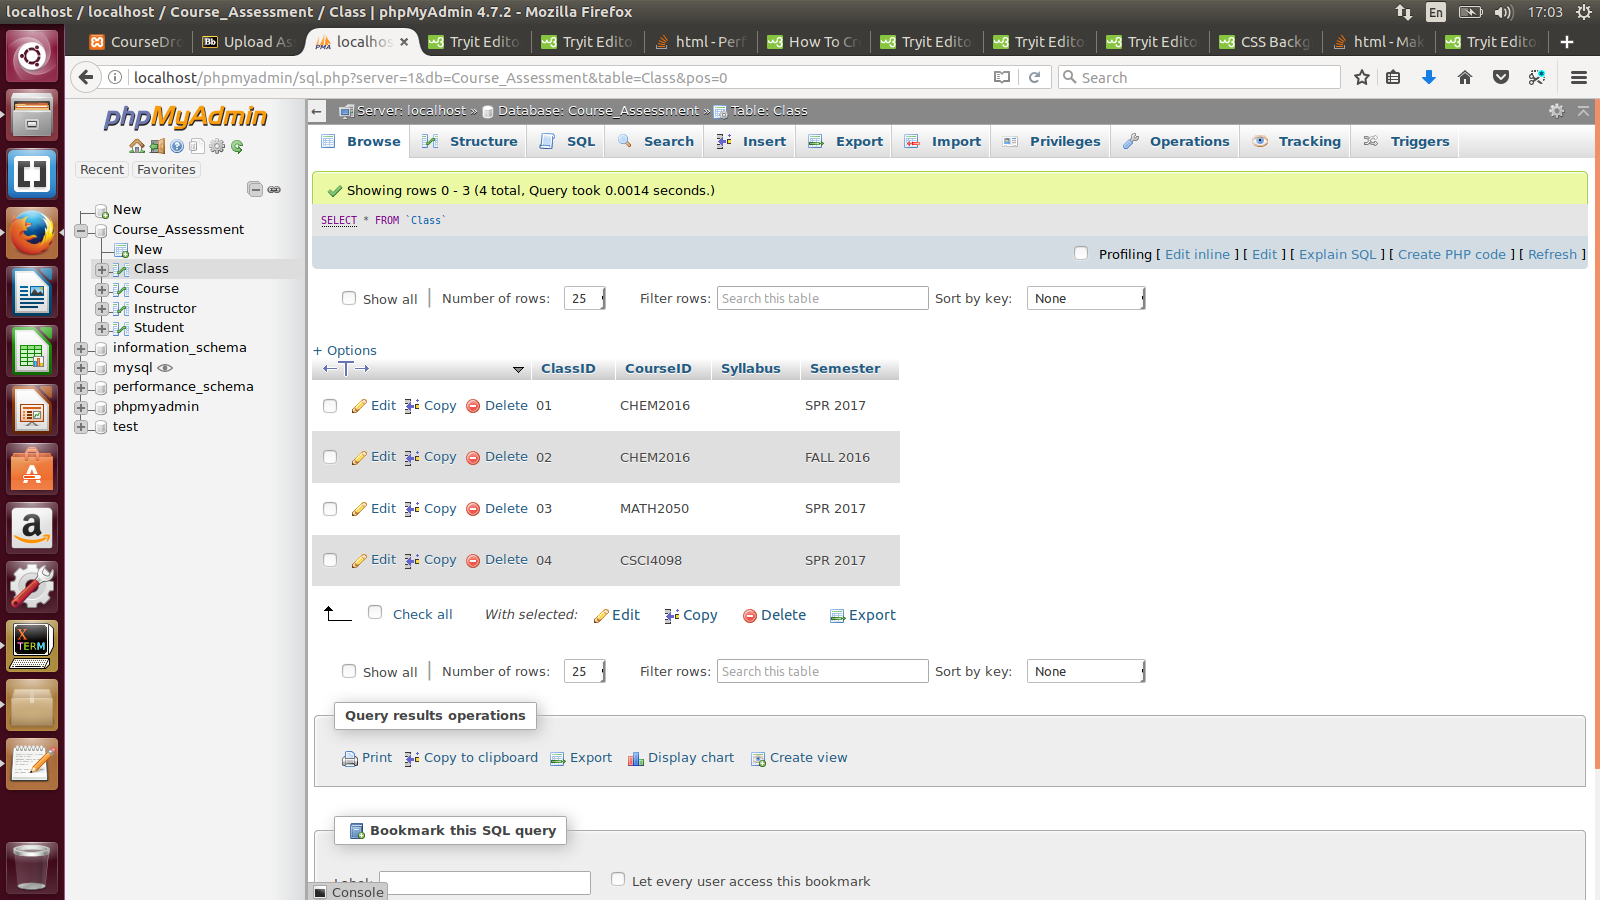 localhost / localhost / Course_Assessment / Class | phpMyAdmin 4.7.2 - Mozilla Firefox
En
17:03
CourseDr
Bb Upload As
localhos
Tryit Edito
Tryit Edito
html - Perf
How To Cr
Tryit Edito
Tryit Edito
Tryit Edito
CSS Backg
html - Mak
Tryit Edito
localhost/phpmyadmin/sql.php?server=1&db=Course_Assessment&table=Class&pos=0
Search
phpMyAdmin
Recent Favorites
New
Course_Assessment
New
Class
Course
Instructor
Student
information_schema
mysql
performance_schema
phpmyadmin
test
Server: localhost » Database: Course_Assessment » Table: Class
Browse Structure SQL Search Insert Export Import Privileges Operations Tracking Triggers
Showing rows 0 - 3 (4 total, Query took 0.0014 seconds.)
SELECT * FROM `Class`
Profiling [ Edit inline ] [ Edit ] [ Explain SQL ] [ Create PHP code ] [ Refresh ]
Show all | Number of rows: 25 Filter rows: Search this table Sort by key: None
+ Options
←T→ ClassID CourseID Syllabus Semester
Edit Copy Delete 01 CHEM2016 SPR 2017
Edit Copy Delete 02 CHEM2016 FALL 2016
Edit Copy Delete 03 MATH2050 SPR 2017
Edit Copy Delete 04 CSCI4098 SPR 2017
Check all With selected: Edit Copy Delete Export
Show all | Number of rows: 25 Filter rows: Search this table Sort by key: None
Query results operations
Print Copy to clipboard Export Display chart Create view
Bookmark this SQL query
Let every user access this bookmark
Console
X TERM